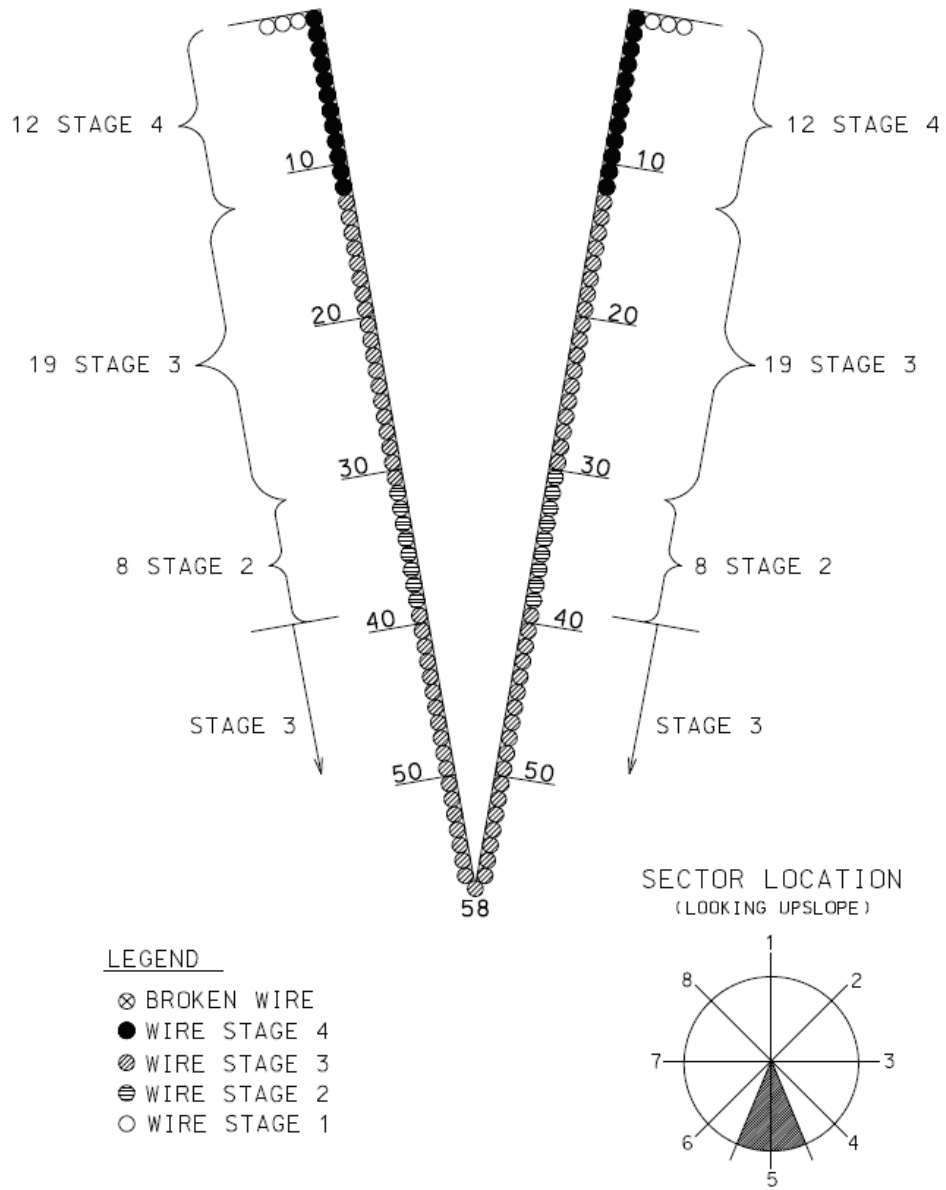 12 STAGE 4
12 STAGE 4
10
10
20
20
19 STAGE 3
19 STAGE 3
30
30
8 STAGE 2
8 STAGE 2
40
40
STAGE 3
STAGE 3
50
50
58
SECTOR LOCATION
(LOOKING UPSLOPE)
1
8
2
7
3
6
4
5
LEGEND
BROKEN WIRE
WIRE STAGE 4
WIRE STAGE 3
WIRE STAGE 2
WIRE STAGE 1